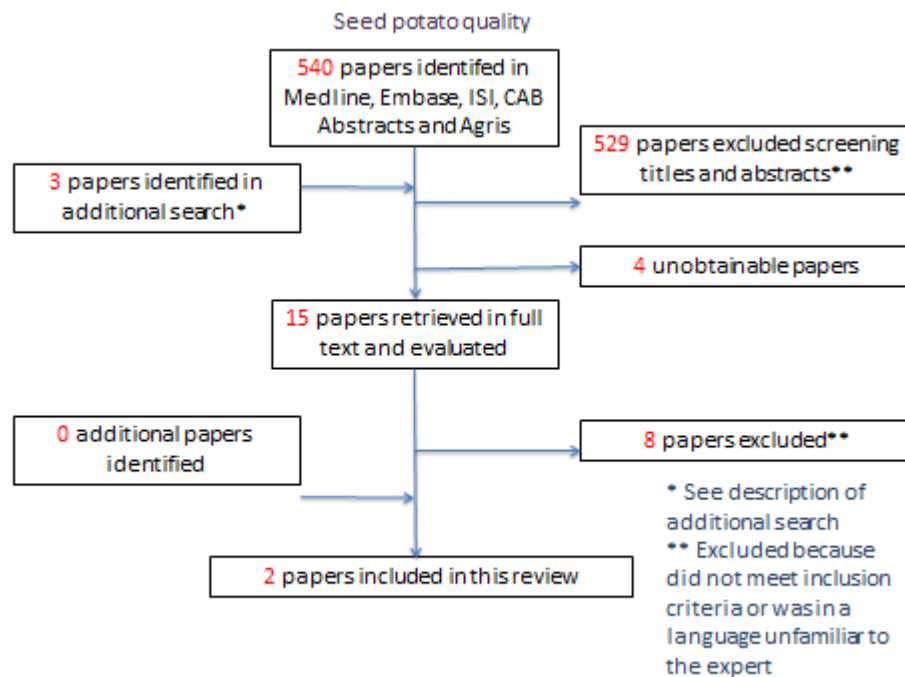 Seed potato quality
540 papers identifed in
Medline, Embase, ISI, CAB
Abstracts and Agris
529 papers excluded screening
titles and abstracts**
3 papers identified in
additional search*
4 unobtainable papers
15 papers retrieved in full
text and evaluated
0 additional papers
identified
8 papers excluded**
* See description of
additional search
** Excluded because
did not meet inclusion
criteria or was in a
language unfamiliar to
the expert
2 papers included in this review